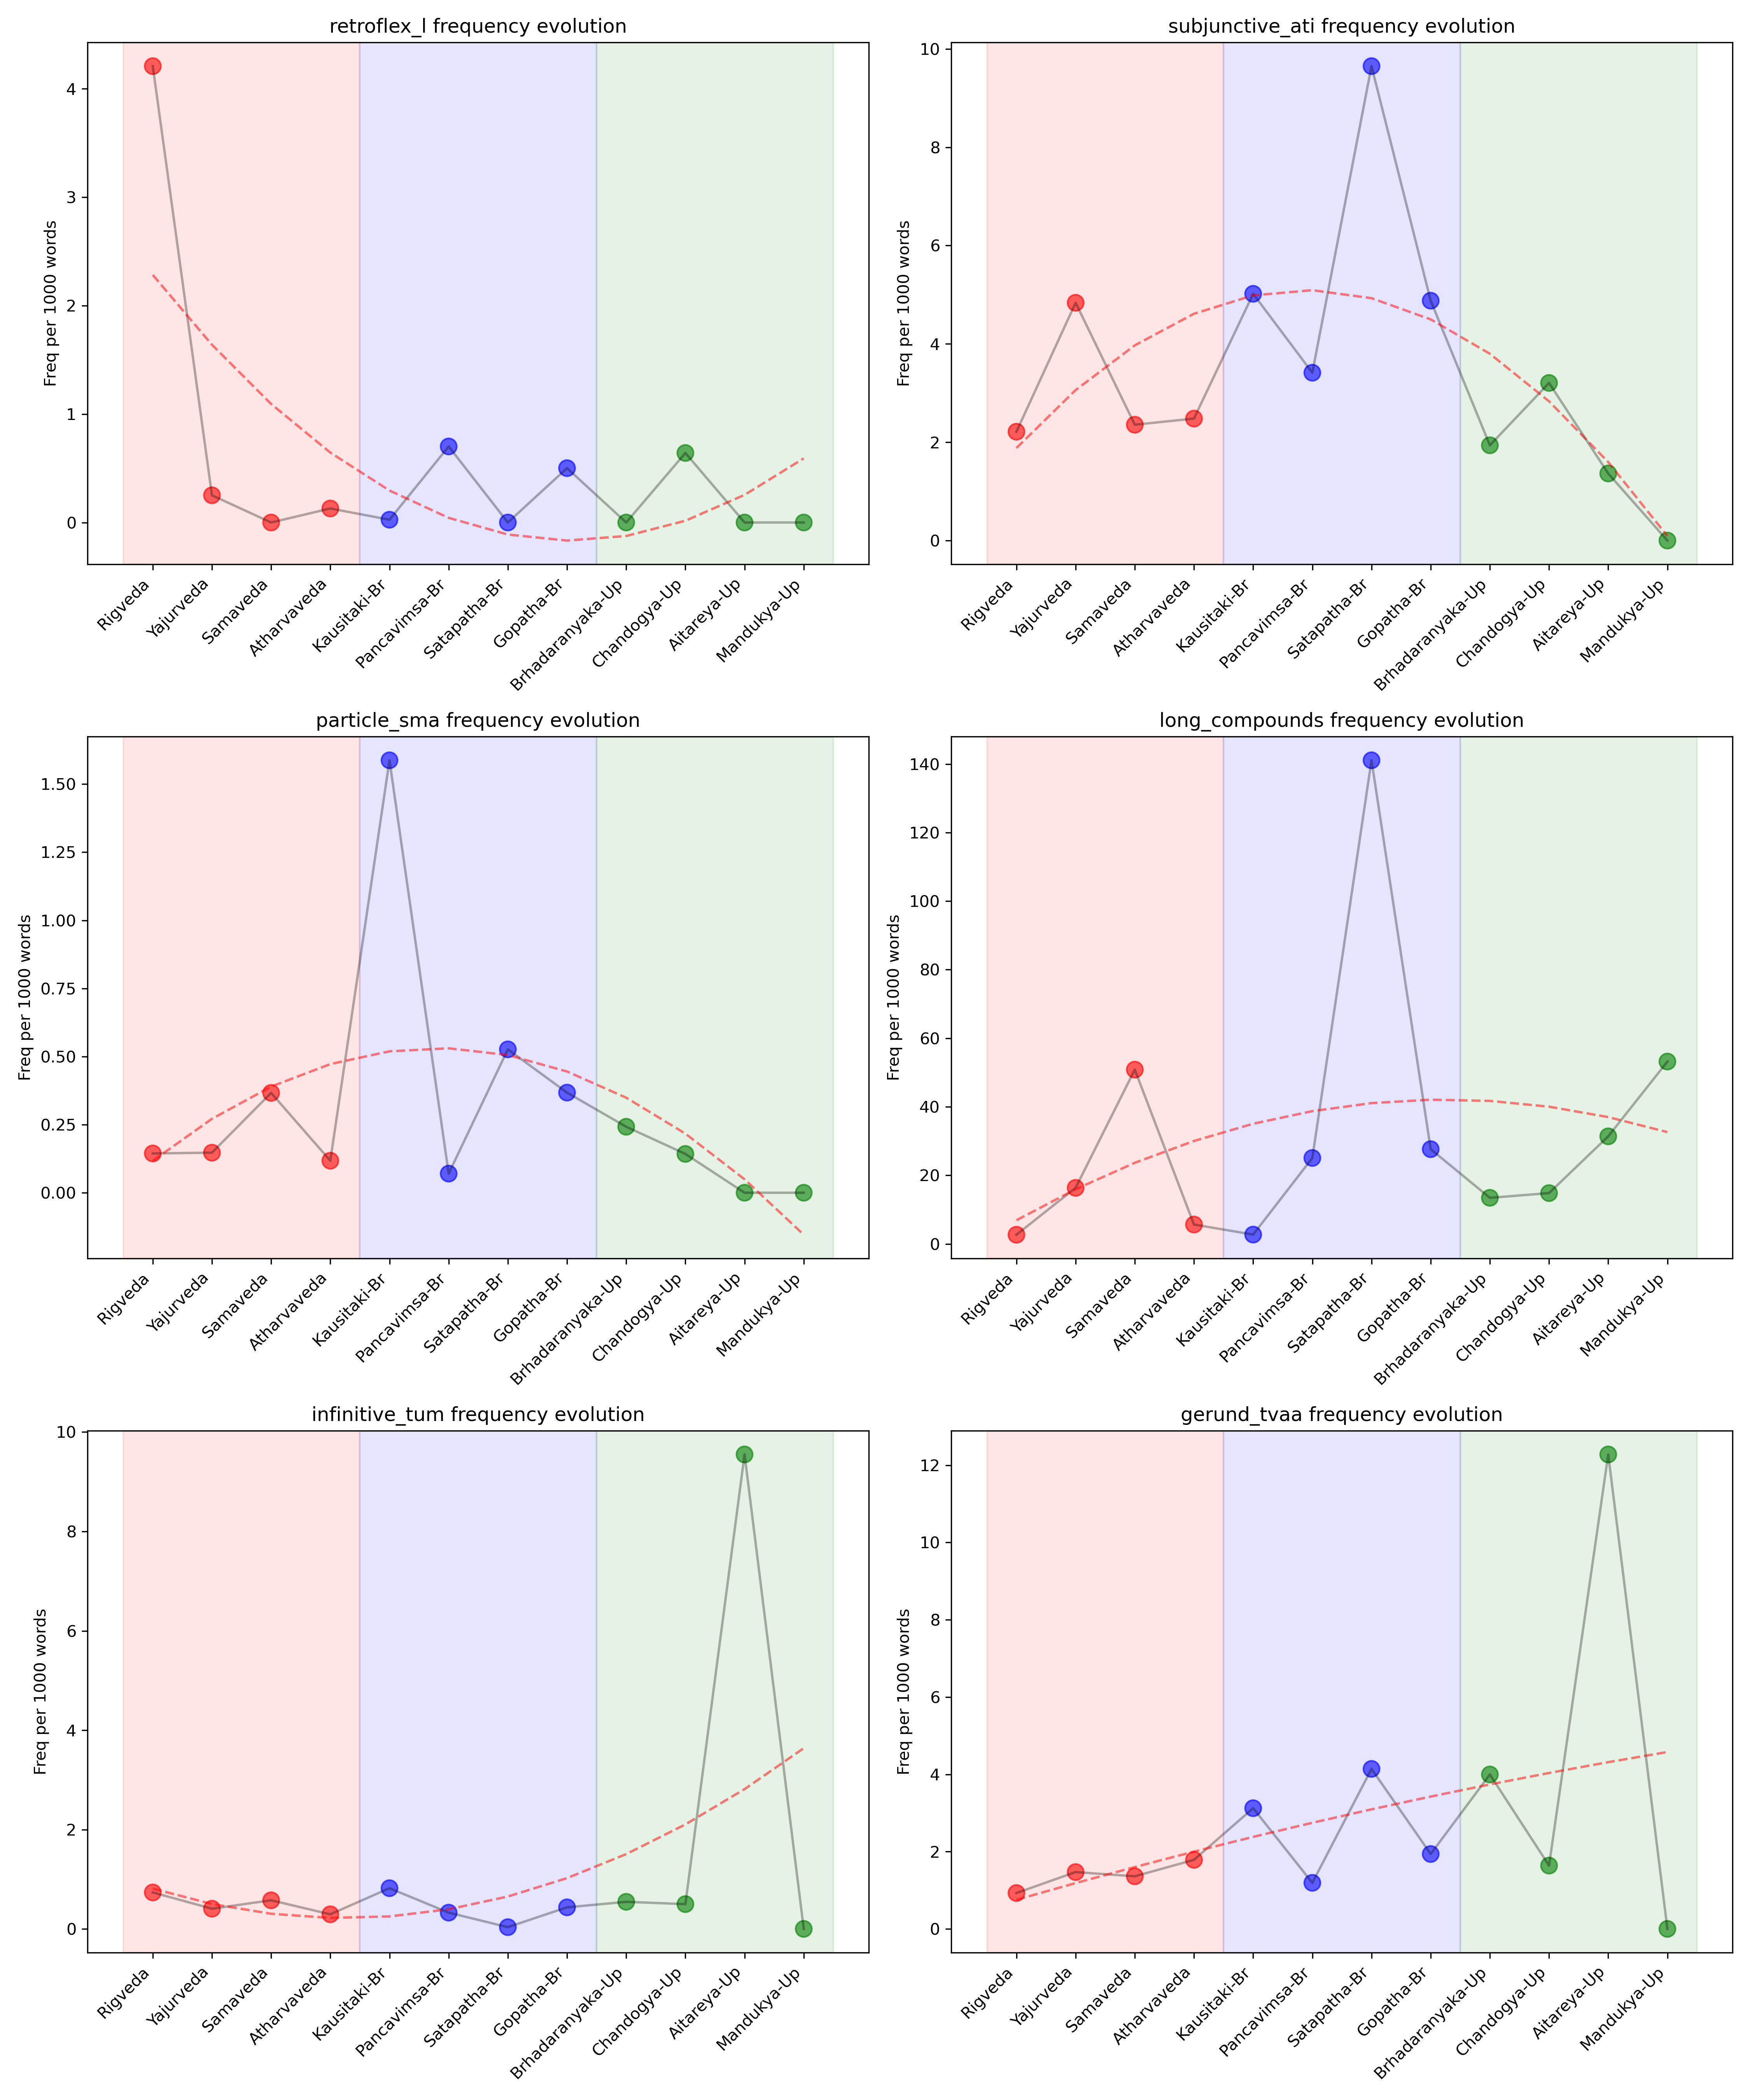 retroflex_l frequency evolution
Freq per 1000 words
4
3
2
1
0
Rigveda
Yajurveda
Samaveda
Atharvaveda
Kausitaki-Br
Pancavimsa-Br
Satapatha-Br
Gopatha-Br
Brhadaranyaka-Up
Chandogya-Up
Aitareya-Up
Mandukya-Up
subjunctive_ati frequency evolution
Freq per 1000 words
10
8
6
4
2
0
Rigveda
Yajurveda
Samaveda
Atharvaveda
Kausitaki-Br
Pancavimsa-Br
Satapatha-Br
Gopatha-Br
Brhadaranyaka-Up
Chandogya-Up
Aitareya-Up
Mandukya-Up
particle_sma frequency evolution
Freq per 1000 words
1.50
1.25
1.00
0.75
0.50
0.25
0.00
Rigveda
Yajurveda
Samaveda
Atharvaveda
Kausitaki-Br
Pancavimsa-Br
Satapatha-Br
Gopatha-Br
Brhadaranyaka-Up
Chandogya-Up
Aitareya-Up
Mandukya-Up
long_compounds frequency evolution
Freq per 1000 words
140
120
100
80
60
40
20
0
Rigveda
Yajurveda
Samaveda
Atharvaveda
Kausitaki-Br
Pancavimsa-Br
Satapatha-Br
Gopatha-Br
Brhadaranyaka-Up
Chandogya-Up
Aitareya-Up
Mandukya-Up
infinitive_tum frequency evolution
Freq per 1000 words
10
8
6
4
2
0
Rigveda
Yajurveda
Samaveda
Atharvaveda
Kausitaki-Br
Pancavimsa-Br
Satapatha-Br
Gopatha-Br
Brhadaranyaka-Up
Chandogya-Up
Aitareya-Up
Mandukya-Up
gerund_tvaa frequency evolution
Freq per 1000 words
12
10
8
6
4
2
0
Rigveda
Yajurveda
Samaveda
Atharvaveda
Kausitaki-Br
Pancavimsa-Br
Satapatha-Br
Gopatha-Br
Brhadaranyaka-Up
Chandogya-Up
Aitareya-Up
Mandukya-Up